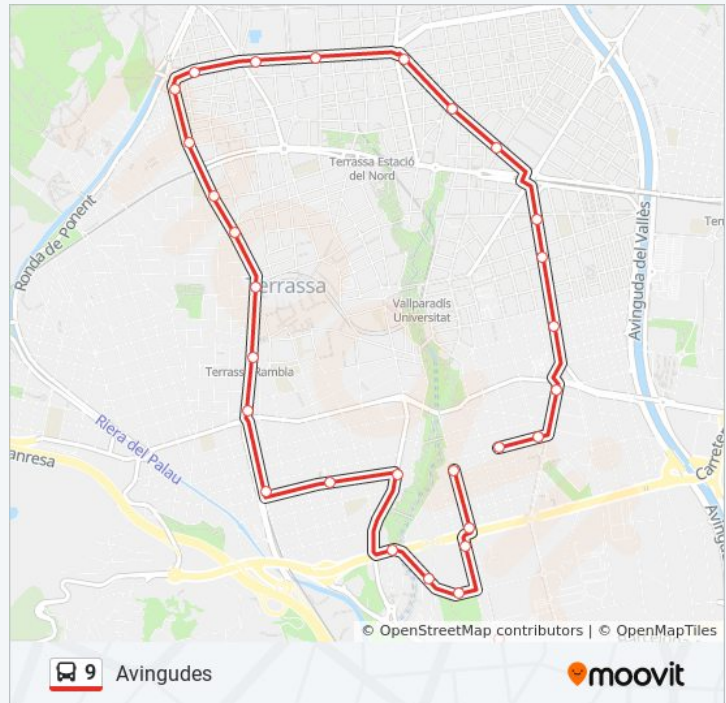 Terrassa Estació
del Nord
Ronda de Ponent
Avinguda del Vallès
Terrassa
Vallparadís
Universitat
Terrassa Rambla
Riera del Palau
anresa
Carreter
© OpenStreetMap contributors | © OpenMapTiles
9 Avingudes
moovit